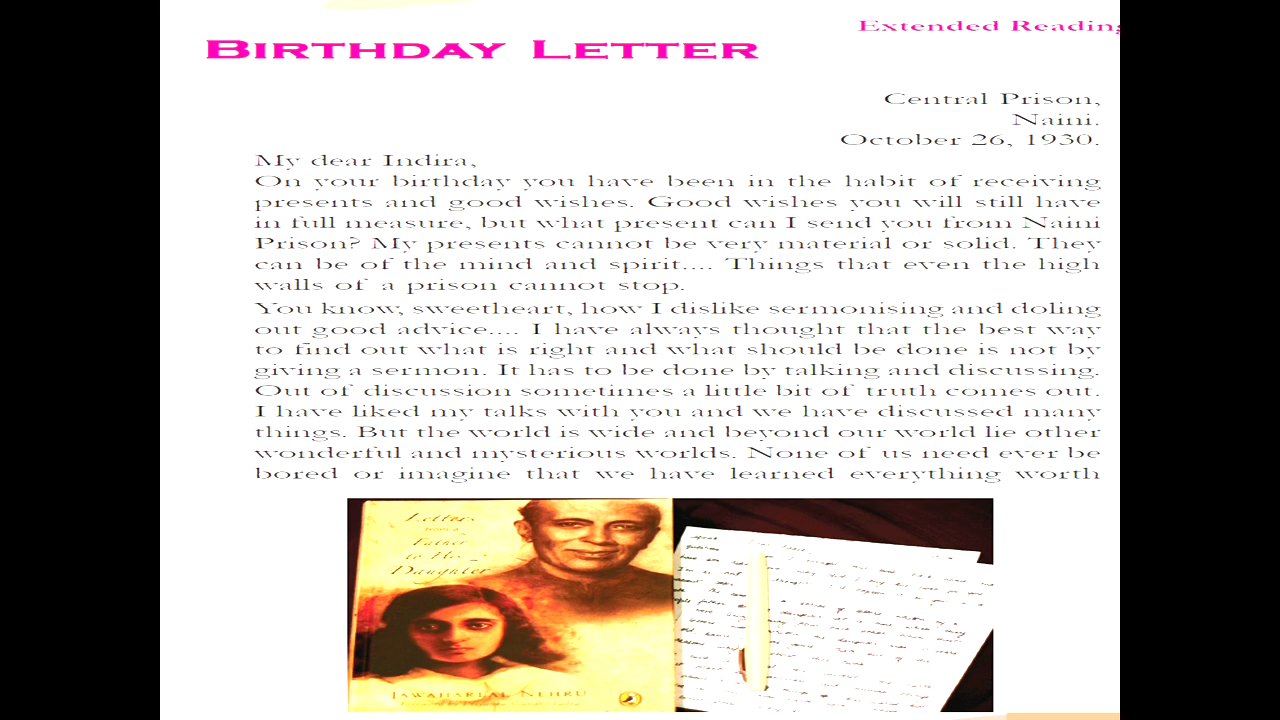 Extended Reading
BIRTHDAY LETTER
Central Prison,
Naini.
October 26, 1930.
My dear Indira,
On your birthday you have been in the habit of receiving
presents and good wishes. Good wishes you will still have
in full measure, but what present can I send you from Naini
Prison? My presents cannot be very material or solid. They
can be of the mind and spirit.... Things that even the high
walls of a prison cannot stop.
You know, sweetheart, how I dislike sermonising and doling
out good advice.... I have always thought that the best way
to find out what is right and what should be done is not by
giving a sermon. It has to be done by talking and discussing.
Out of discussion sometimes a little bit of truth comes out.
I have liked my talks with you and we have discussed many
things. But the world is wide and beyond our world lie other
wonderful and mysterious worlds. None of us need ever be
bored or imagine that we have learned everything worth
Letters
from a
Father
to His
Daughter
JAWAHARLAL NEHRU